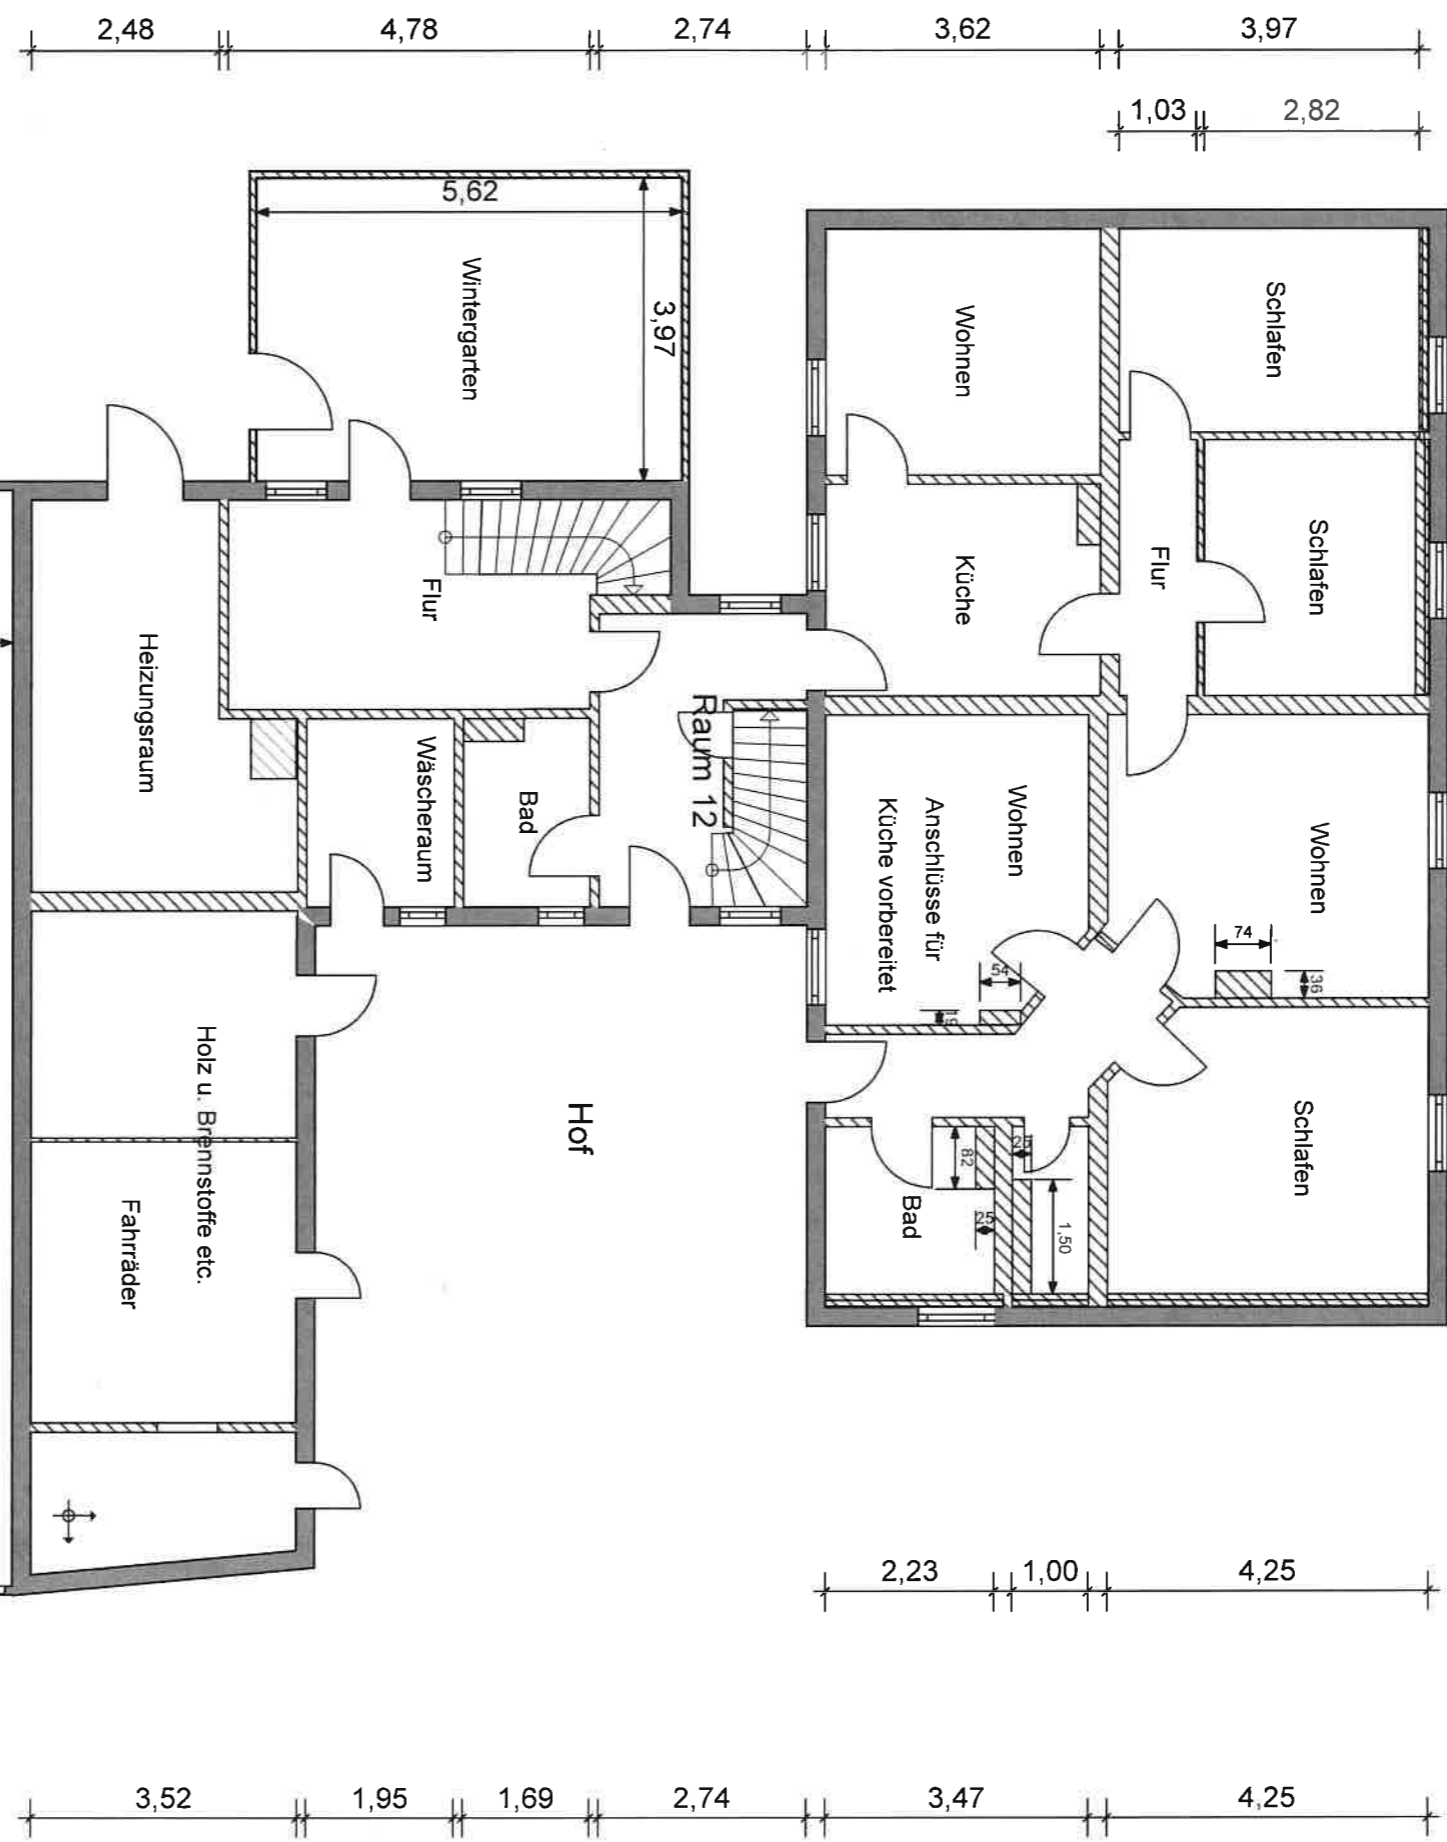 2,48
4,78
2,74
3,62
3,97
1,03
2,82
5,62
3,97
Wintergarten
Wohnen
Schlafen
Küche
Flur
Schlafen
Flur
Heizungsraum
Wäscheraum
Bad
Raum 12
Wohnen
Anschlüsse für
Küche vorbereitet
Wohnen
74
36
54
Holz u. Brennstoffe etc.
Fahrräder
Hof
Bad
82
25
25
1,50
Schlafen
2,23
1,00
4,25
3,52
1,95
1,69
2,74
3,47
4,25